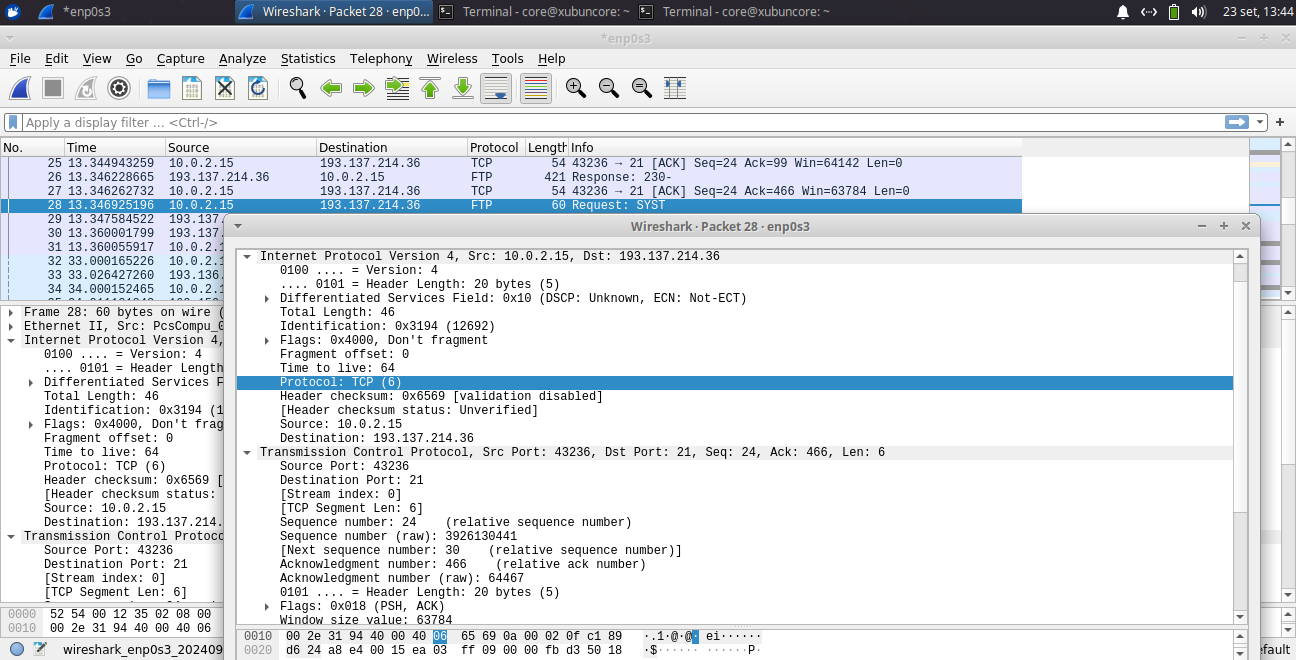 *enp0s3 Wireshark · Packet 28 · enp0... Terminal - core@xubuncore: ~ Terminal - core@xubuncore: ~ 23 set, 13:44
*enp0s3
File Edit View Go Capture Analyze Statistics Telephony Wireless Tools Help
Apply a display filter ... <Ctrl-/>
No. Time Source Destination Protocol Length Info
25 13.344943259 10.0.2.15 193.137.214.36 TCP 54 43236 → 21 [ACK] Seq=24 Ack=99 Win=64142 Len=0
26 13.346228665 193.137.214.36 10.0.2.15 FTP 421 Response: 230-
27 13.346262732 10.0.2.15 193.137.214.36 TCP 54 43236 → 21 [ACK] Seq=24 Ack=466 Win=63784 Len=0
28 13.346925196 10.0.2.15 193.137.214.36 FTP 60 Request: SYST
29 13.347584522 193.137.
30 13.360001799 193.137
31 13.360055917 10.0.2.1
32 33.000165226 10.0.2.1
33 33.026427260 193.136.
34 34.000152465 10.0.2.1
Frame 28: 60 bytes on wire (
Ethernet II, Src: PcsCompu_0
Internet Protocol Version 4,
0100 .... = Version: 4
.... 0101 = Header Length
Differentiated Services F
Total Length: 46
Identification: 0x3194 (1
Flags: 0x4000, Don't frag
Fragment offset: 0
Time to live: 64
Protocol: TCP (6)
Header checksum: 0x6569 [
[Header checksum status:
Source: 10.0.2.15
Destination: 193.137.214.
Transmission Control Protoco
Source Port: 43236
Destination Port: 21
[Stream index: 0]
[TCP Segment Len: 6]
0000 52 54 00 12 35 02 08 00
0010 00 2e 31 94 40 00 40 06
wireshark_enp0s3_202409
efault
Wireshark · Packet 28 · enp0s3
Internet Protocol Version 4, Src: 10.0.2.15, Dst: 193.137.214.36
0100 .... = Version: 4
.... 0101 = Header Length: 20 bytes (5)
Differentiated Services Field: 0x10 (DSCP: Unknown, ECN: Not-ECT)
Total Length: 46
Identification: 0x3194 (12692)
Flags: 0x4000, Don't fragment
Fragment offset: 0
Time to live: 64
Protocol: TCP (6)
Header checksum: 0x6569 [validation disabled]
[Header checksum status: Unverified]
Source: 10.0.2.15
Destination: 193.137.214.36
Transmission Control Protocol, Src Port: 43236, Dst Port: 21, Seq: 24, Ack: 466, Len: 6
Source Port: 43236
Destination Port: 21
[Stream index: 0]
[TCP Segment Len: 6]
Sequence number: 24 (relative sequence number)
Sequence number (raw): 3926130441
[Next sequence number: 30 (relative sequence number)]
Acknowledgment number: 466 (relative ack number)
Acknowledgment number (raw): 64467
0101 .... = Header Length: 20 bytes (5)
Flags: 0x018 (PSH, ACK)
Window size value: 63784
0010 00 2e 31 94 40 00 40 06 65 69 0a 00 02 0f c1 89 ·.1·@·@· ei······
0020 d6 24 a8 e4 00 15 ea 03 ff 09 00 00 fb d3 50 18 ·$······ ······P·